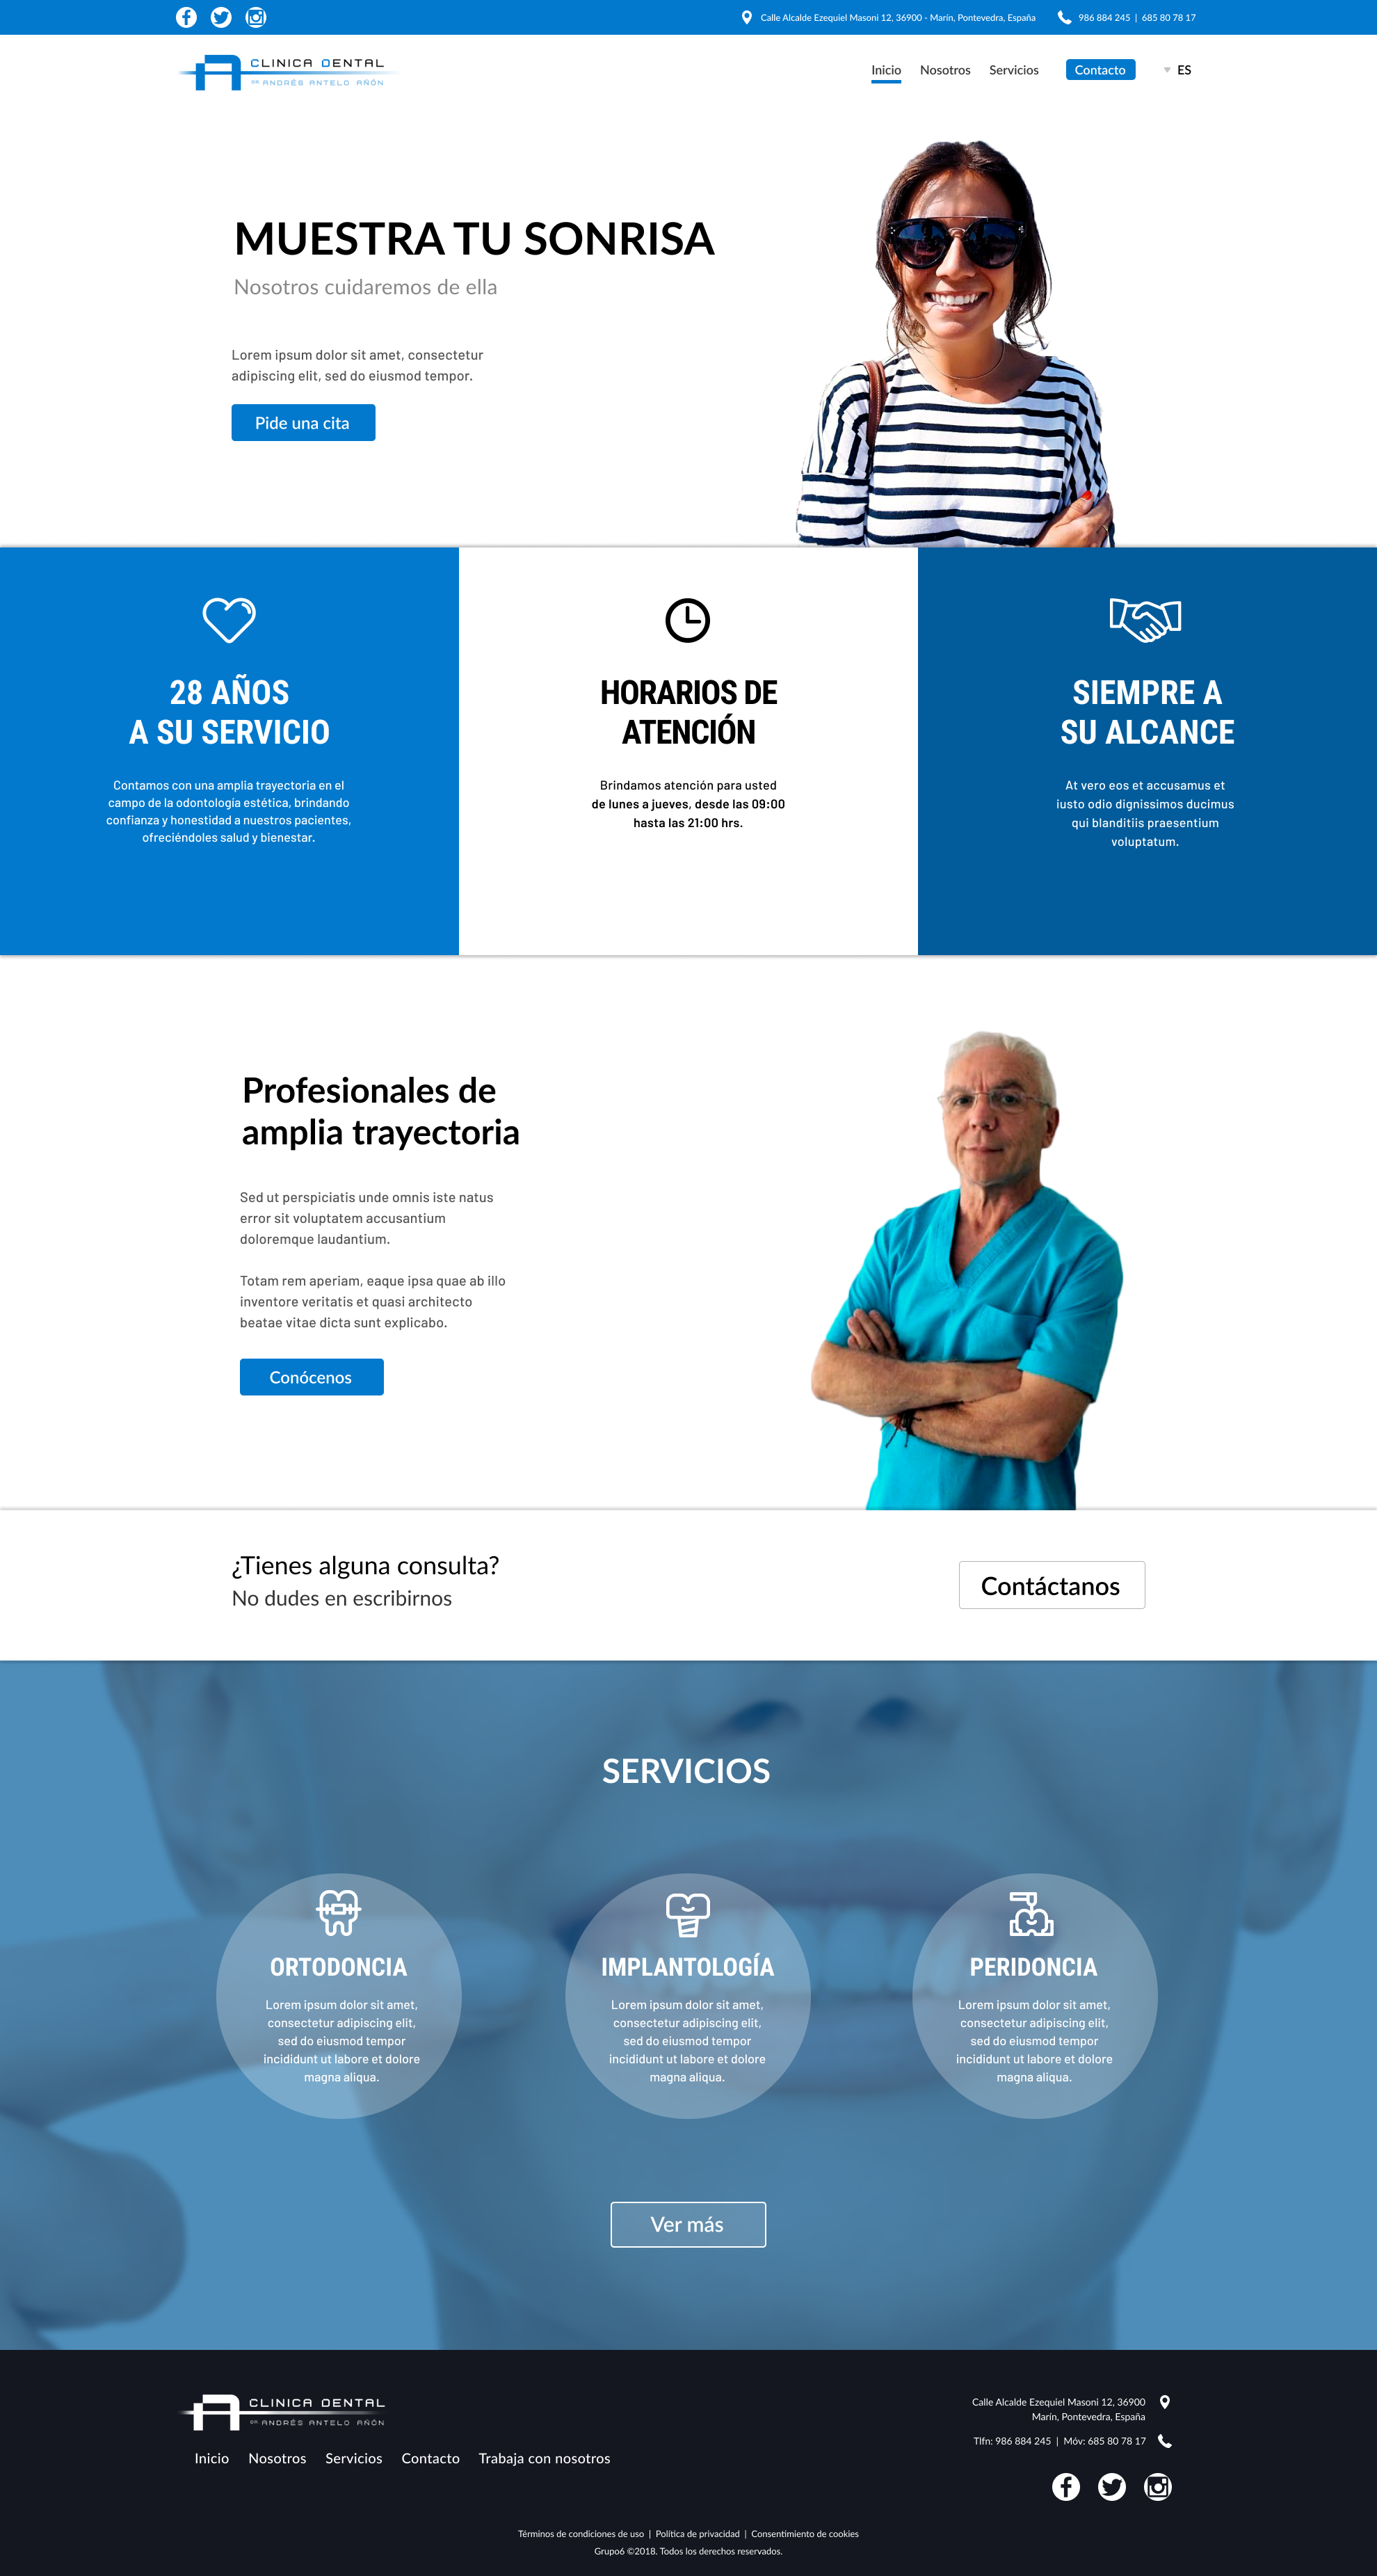 Calle Alcalde Ezequiel Masoni 12, 36900 - Marín, Pontevedra, España
986 884 245 | 685 80 78 17
CLINICA DENTAL
DR ANDRÉS ANTELO AÑÓN
Inicio
Nosotros
Servicios
Contacto
ES
MUESTRA TU SONRISA
Nosotros cuidaremos de ella
Lorem ipsum dolor sit amet, consectetur
adipiscing elit, sed do eiusmod tempor.
Pide una cita
28 AÑOS
A SU SERVICIO
Contamos con una amplia trayectoria en el
campo de la odontología estética, brindando
confianza y honestidad a nuestros pacientes,
ofreciéndoles salud y bienestar.
HORARIOS DE
ATENCIÓN
Brindamos atención para usted
de lunes a jueves, desde las 09:00
hasta las 21:00 hrs.
SIEMPRE A
SU ALCANCE
At vero eos et accusamus et
iusto odio dignissimos ducimus
qui blanditiis praesentium
voluptatum.
Profesionales de
amplia trayectoria
Sed ut perspiciatis unde omnis iste natus
error sit voluptatem accusantium
doloremque laudantium.
Totam rem aperiam, eaque ipsa quae ab illo
inventore veritatis et quasi architecto
beatae vitae dicta sunt explicabo.
Conócenos
¿Tienes alguna consulta?
No dudes en escribirnos
Contáctanos
SERVICIOS
ORTODONCIA
Lorem ipsum dolor sit amet,
consectetur adipiscing elit,
sed do eiusmod tempor
incididunt ut labore et dolore
magna aliqua.
IMPLANTOLOGÍA
Lorem ipsum dolor sit amet,
consectetur adipiscing elit,
sed do eiusmod tempor
incididunt ut labore et dolore
magna aliqua.
PERIDONCIA
Lorem ipsum dolor sit amet,
consectetur adipiscing elit,
sed do eiusmod tempor
incididunt ut labore et dolore
magna aliqua.
Ver más
CLINICA DENTAL
DR ANDRÉS ANTELO AÑÓN
Inicio
Nosotros
Servicios
Contacto
Trabaja con nosotros
Calle Alcalde Ezequiel Masoni 12, 36900
Marín, Pontevedra, España
Tlfn: 986 884 245 | Móv: 685 80 78 17
Términos de condiciones de uso | Política de privacidad | Consentimiento de cookies
Grupo6 ©2018. Todos los derechos reservados.